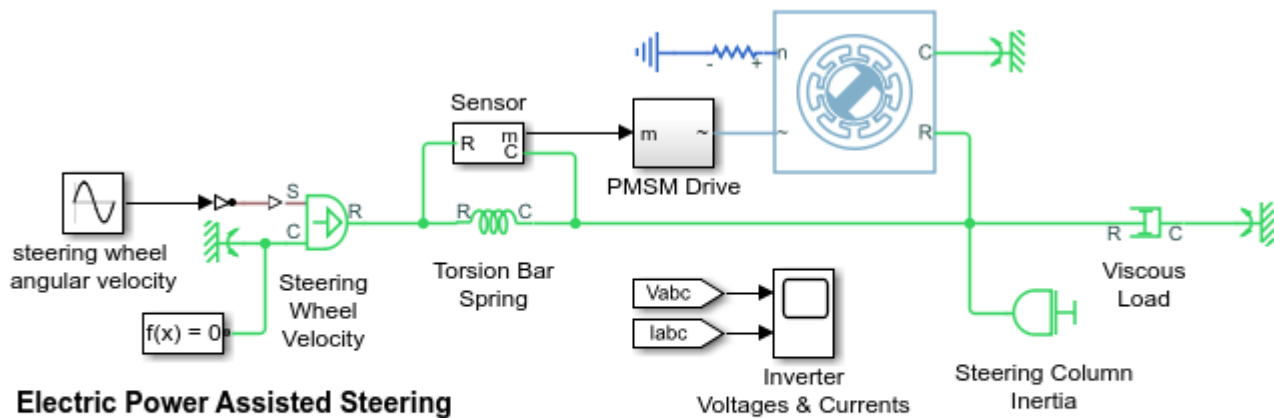 n
C
-
+
Sensor
R
m
C
m
~
~
R
PMSM Drive
S
C
R
steering wheel
angular velocity
Steering
Wheel
Velocity
R
C
Torsion Bar
Spring
R
C
Viscous
Load
f(x) = 0
Vabc
Iabc
Inverter
Voltages & Currents
Steering Column
Inertia
Electric Power Assisted Steering